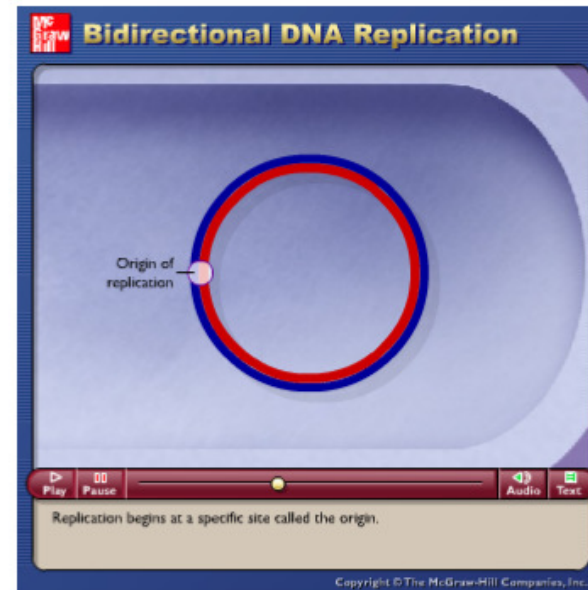 Mc
Graw
Hill
Bidirectional DNA Replication
Origin of
replication
Play
Pause
Audio
Text
Replication begins at a specific site called the origin.
Copyright © The McGraw-Hill Companies, Inc.